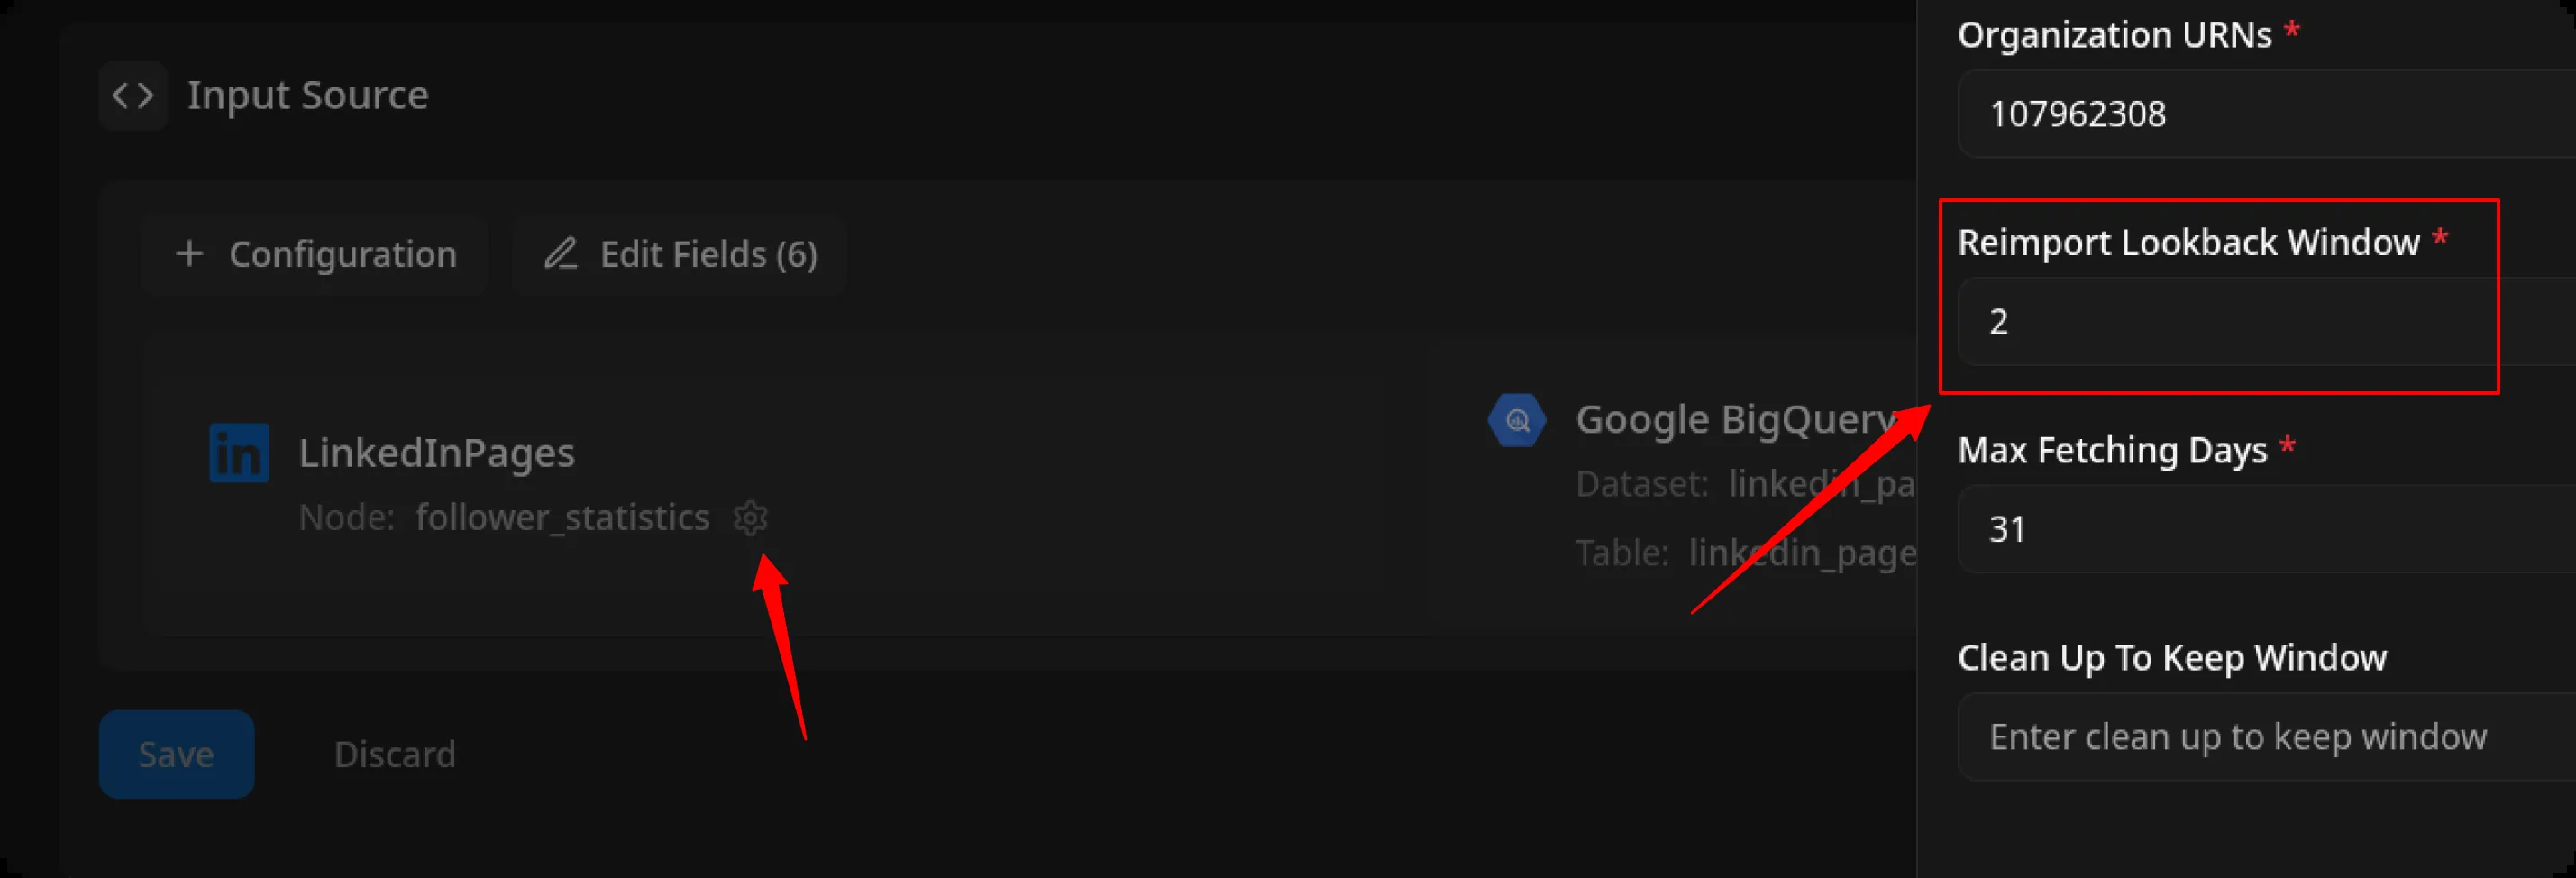 Input Source
+ Configuration
Edit Fields (6)
in LinkedInPages
Node: follower_statistics
Google BigQuery
Dataset: linkedin_pa
Table: linkedin_page
Save
Discard
Organization URNs *
107962308
Reimport Lookback Window *
2
Max Fetching Days *
31
Clean Up To Keep Window
Enter clean up to keep window